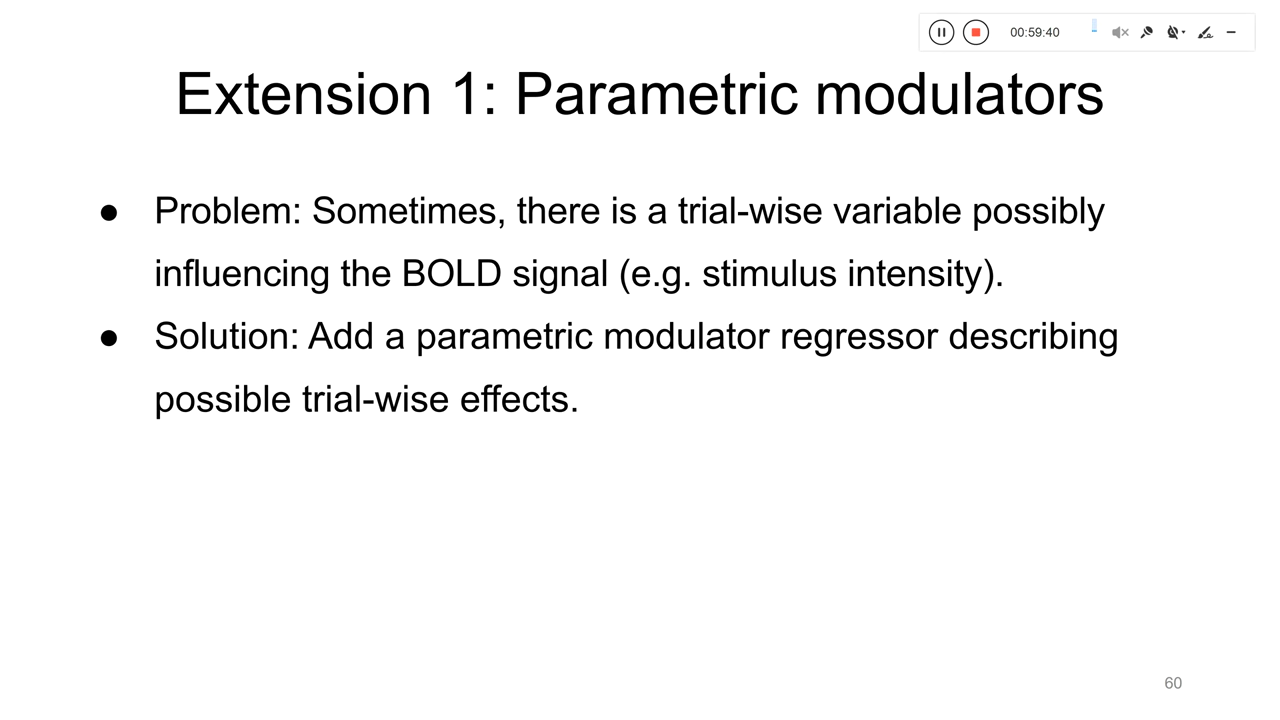 00:59:40
Extension 1: Parametric modulators
● Problem: Sometimes, there is a trial-wise variable possibly
influencing the BOLD signal (e.g. stimulus intensity).
● Solution: Add a parametric modulator regressor describing
possible trial-wise effects.
60